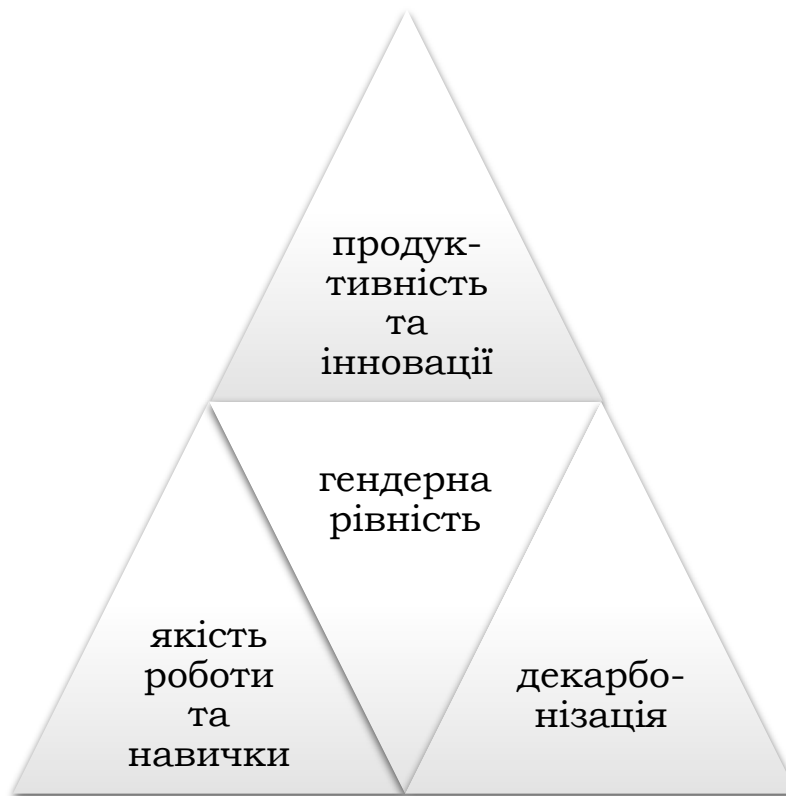 продук-
тивність
та
інновації
гендерна
рівність
якість
роботи
та
навички
декарбо-
нізація